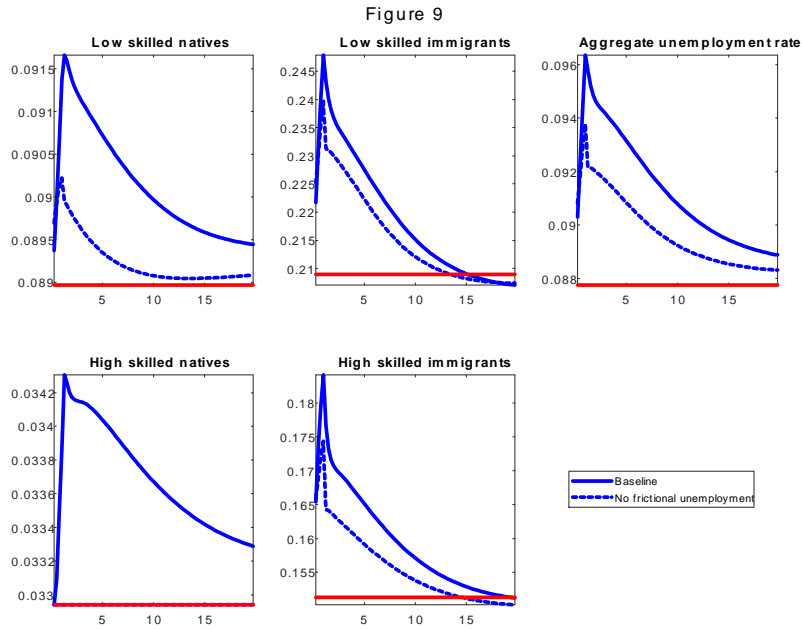 Figure 9
Low skilled natives
0.0915
0.091
0.0905
0.09
0.0895
0.089
5 10 15
Low skilled immigrants
0.245
0.24
0.235
0.23
0.225
0.22
0.215
0.21
5 10 15
Aggregate unemployment rate
0.096
0.094
0.092
0.09
0.088
5 10 15
High skilled natives
0.0342
0.034
0.0338
0.0336
0.0334
0.0332
0.033
5 10 15
High skilled immigrants
0.18
0.175
0.17
0.165
0.16
0.155
5 10 15
Baseline
No frictional unemployment